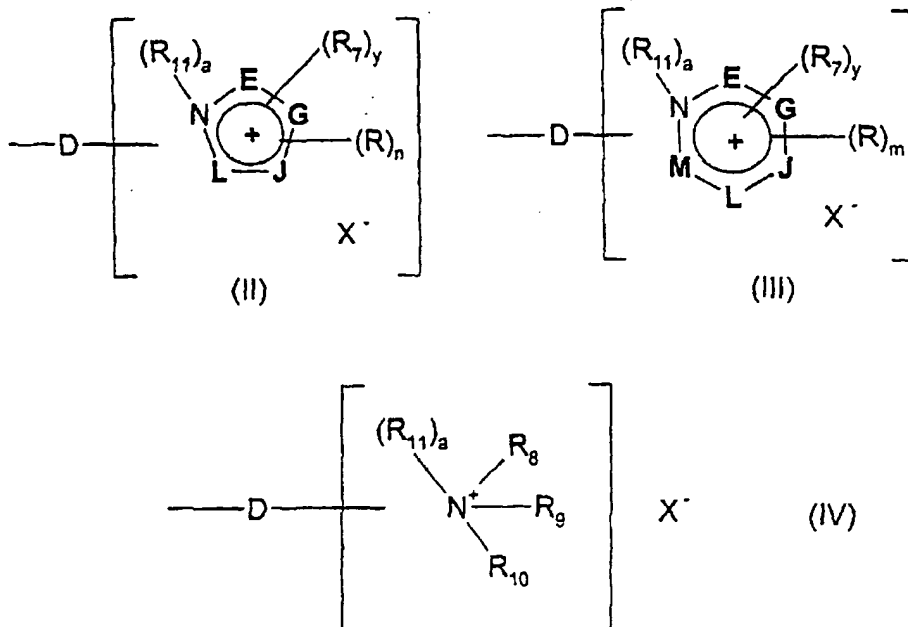 (R₁₁)ₐ E (R₇)ᵧ
N G
D + (R)ₙ
L J
X⁻
(II)
(R₁₁)ₐ E (R₇)ᵧ
N G
D + (R)ₘ
M J
L
X⁻
(III)
(R₁₁)ₐ R₈
D N⁺ R₉ X⁻ (IV)
R₁₀